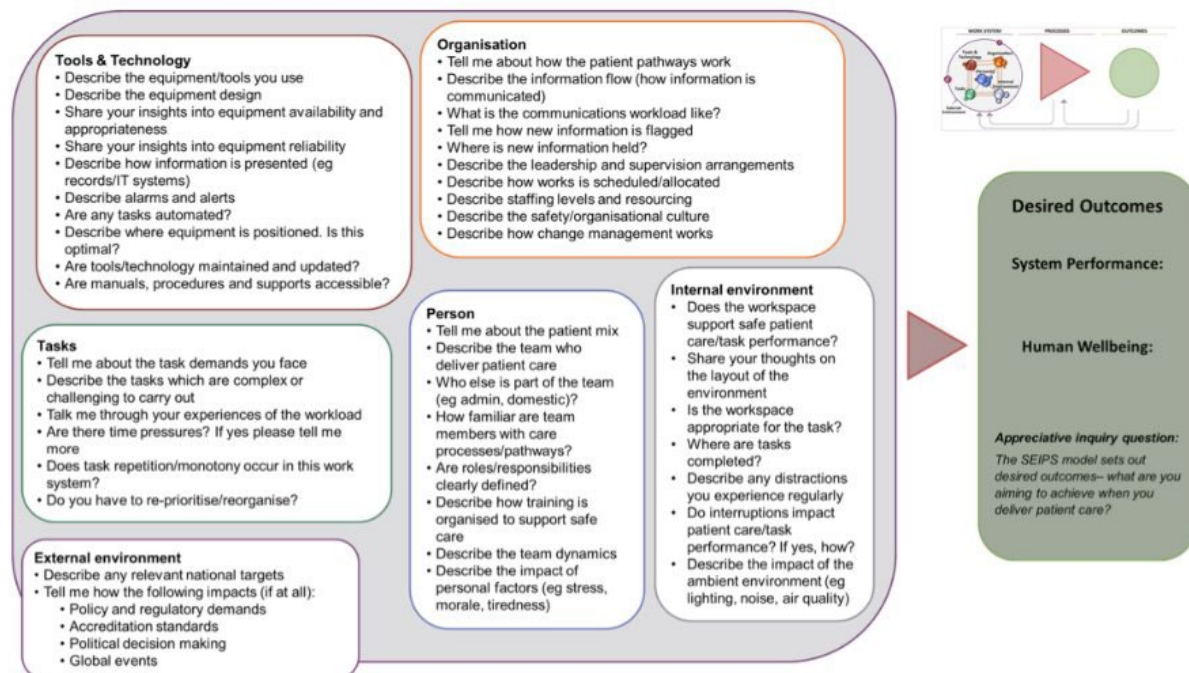 Tools & Technology
• Describe the equipment/tools you use
• Describe the equipment design
• Share your insights into equipment availability and
appropriateness
• Share your insights into equipment reliability
• Describe how information is presented (eg
records/IT systems)
• Describe alarms and alerts
• Are any tasks automated?
• Describe where equipment is positioned. Is this
optimal?
• Are tools/technology maintained and updated?
• Are manuals, procedures and supports accessible?
Organisation
• Tell me about how the patient pathways work
• Describe the information flow (how information is
communicated)
• What is the communications workload like?
• Tell me how new information is flagged
• Where is new information held?
• Describe the leadership and supervision arrangements
• Describe how works is scheduled/allocated
• Describe staffing levels and resourcing
• Describe the safety/organisational culture
• Describe how change management works
Tasks
• Tell me about the task demands you face
• Describe the tasks which are complex or
challenging to carry out
• Talk me through your experiences of the workload
• Are there time pressures? If yes please tell me
more
• Does task repetition/monotony occur in this work
system?
• Do you have to re-prioritise/reorganise?
Person
• Tell me about the patient mix
• Describe the team who
deliver patient care
• Who else is part of the team
(eg admin, domestic)?
• How familiar are team
members with care
processes/pathways?
• Are roles/responsibilities
clearly defined?
• Describe how training is
organised to support safe
care
• Describe the team dynamics
• Describe the impact of
personal factors (eg stress,
morale, tiredness)
Internal environment
• Does the workspace
support safe patient
care/task performance?
• Share your thoughts on
the layout of the
environment
• Is the workspace
appropriate for the task?
• Where are tasks
completed?
• Describe any distractions
you experience regularly
• Do interruptions impact
patient care/task
performance? If yes, how?
• Describe the impact of the
ambient environment (eg
lighting, noise, air quality)
External environment
• Describe any relevant national targets
• Tell me how the following impacts (if at all):
• Policy and regulatory demands
• Accreditation standards
• Political decision making
• Global events
WORK SYSTEM
PROCESSES
OUTCOMES
Tools &
Technology
Organisation
Tasks
Desired Outcomes
System Performance:
Human Wellbeing:
Appreciative inquiry question:
The SEIPS model sets out
desired outcomes– what are you
aiming to achieve when you
deliver patient care?